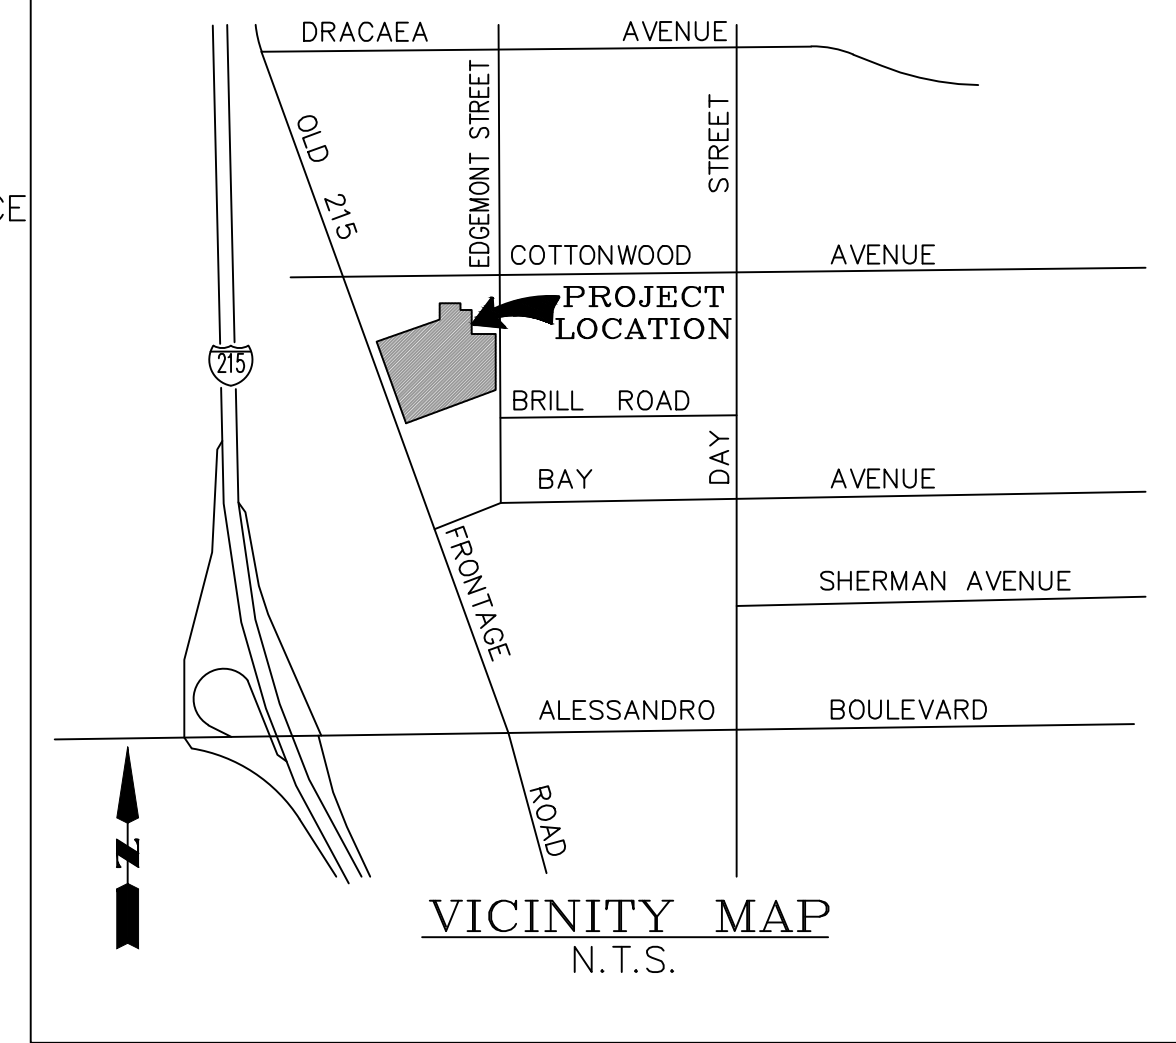 DRACAEA AVENUE
EDGEMONT STREET
DAY STREET
OLD 215 FRONTAGE ROAD
CE
COTTONWOOD AVENUE
PROJECT
LOCATION
215
BRILL ROAD
BAY AVENUE
SHERMAN AVENUE
ALESSANDRO BOULEVARD
N
VICINITY MAP
N.T.S.